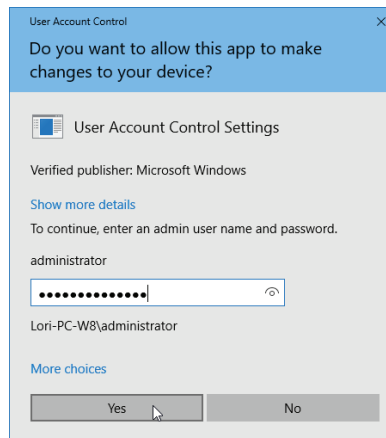 User Account Control
Do you want to allow this app to make
changes to your device?
User Account Control Settings
Verified publisher: Microsoft Windows
Show more details
To continue, enter an admin user name and password.
administrator
●●●●●●●●●●●●●●
Lori-PC-W8\administrator
More choices
Yes
No